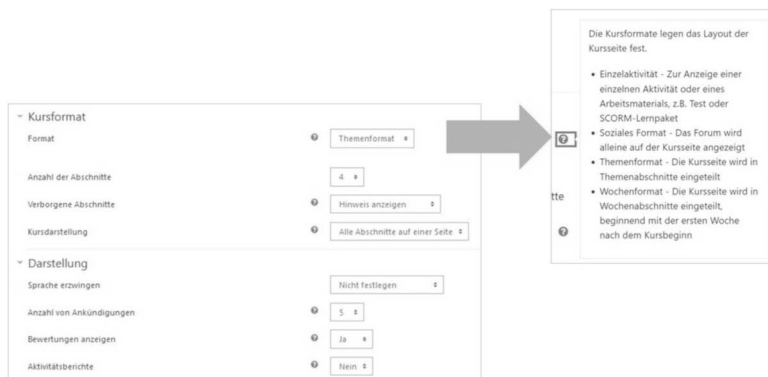 Kursformat
Format
Themenformat
Anzahl der Abschnitte
4
Verborgene Abschnitte
Hinweis anzeigen
Kursdarstellung
Alle Abschnitte auf einer Seite
Darstellung
Sprache erzwingen
Nicht festlegen
Anzahl von Ankündigungen
5
Bewertungen anzeigen
Ja
Aktivitätsberichte
Nein
Die Kursformate legen das Layout der
Kursseite fest.
• Einzelaktivität - Zur Anzeige einer
einzelnen Aktivität oder eines
Arbeitsmaterials, z.B. Test oder
SCORM-Lernpaket
• Soziales Format - Das Forum wird
alleine auf der Kursseite angezeigt
• Themenformat - Die Kursseite wird in
Themenabschnitte eingeteilt
• Wochenformat - Die Kursseite wird in
Wochenabschnitte eingeteilt,
beginnend mit der ersten Woche
nach dem Kursbeginn
tte